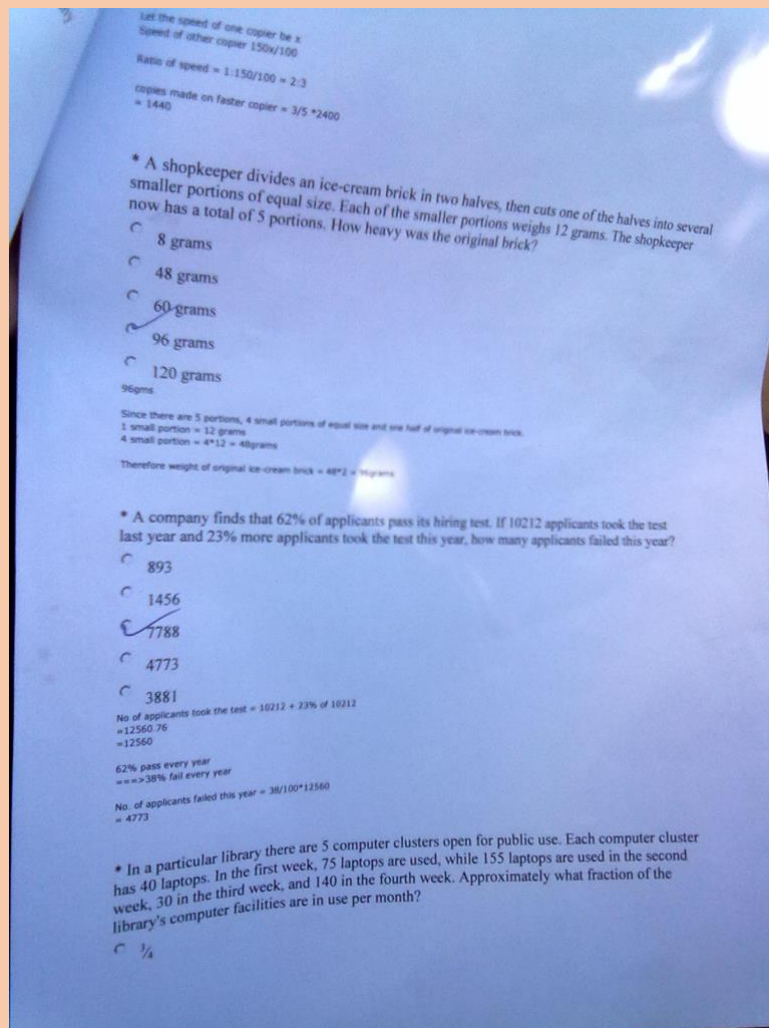 Let the speed of one copier be x
Speed of other copier 150x/100
Ratio of speed = 1:150/100 = 2:3
copies made on faster copier = 3/5 *2400
= 1440
* A shopkeeper divides an ice-cream brick in two halves, then cuts one of the halves into several
smaller portions of equal size. Each of the smaller portions weighs 12 grams. The shopkeeper
now has a total of 5 portions. How heavy was the original brick?
8 grams
48 grams
60 grams
96 grams
120 grams
96gms
Since there are 5 portions, 4 small portions of equal size and one half of original ice-cream brick.
1 small portion = 12 grams
4 small portion = 4*12 = 48grams
Therefore weight of original ice-cream brick = 48*2 = 96grams
* A company finds that 62% of applicants pass its hiring test. If 10212 applicants took the test
last year and 23% more applicants took the test this year, how many applicants failed this year?
893
1456
7788
4773
3881
No of applicants took the test = 10212 + 23% of 10212
=12560.76
=12560
62% pass every year
===>38% fail every year
No. of applicants failed this year = 38/100*12560
= 4773
* In a particular library there are 5 computer clusters open for public use. Each computer cluster
has 40 laptops. In the first week, 75 laptops are used, while 155 laptops are used in the second
week, 30 in the third week, and 140 in the fourth week. Approximately what fraction of the
library's computer facilities are in use per month?
¾